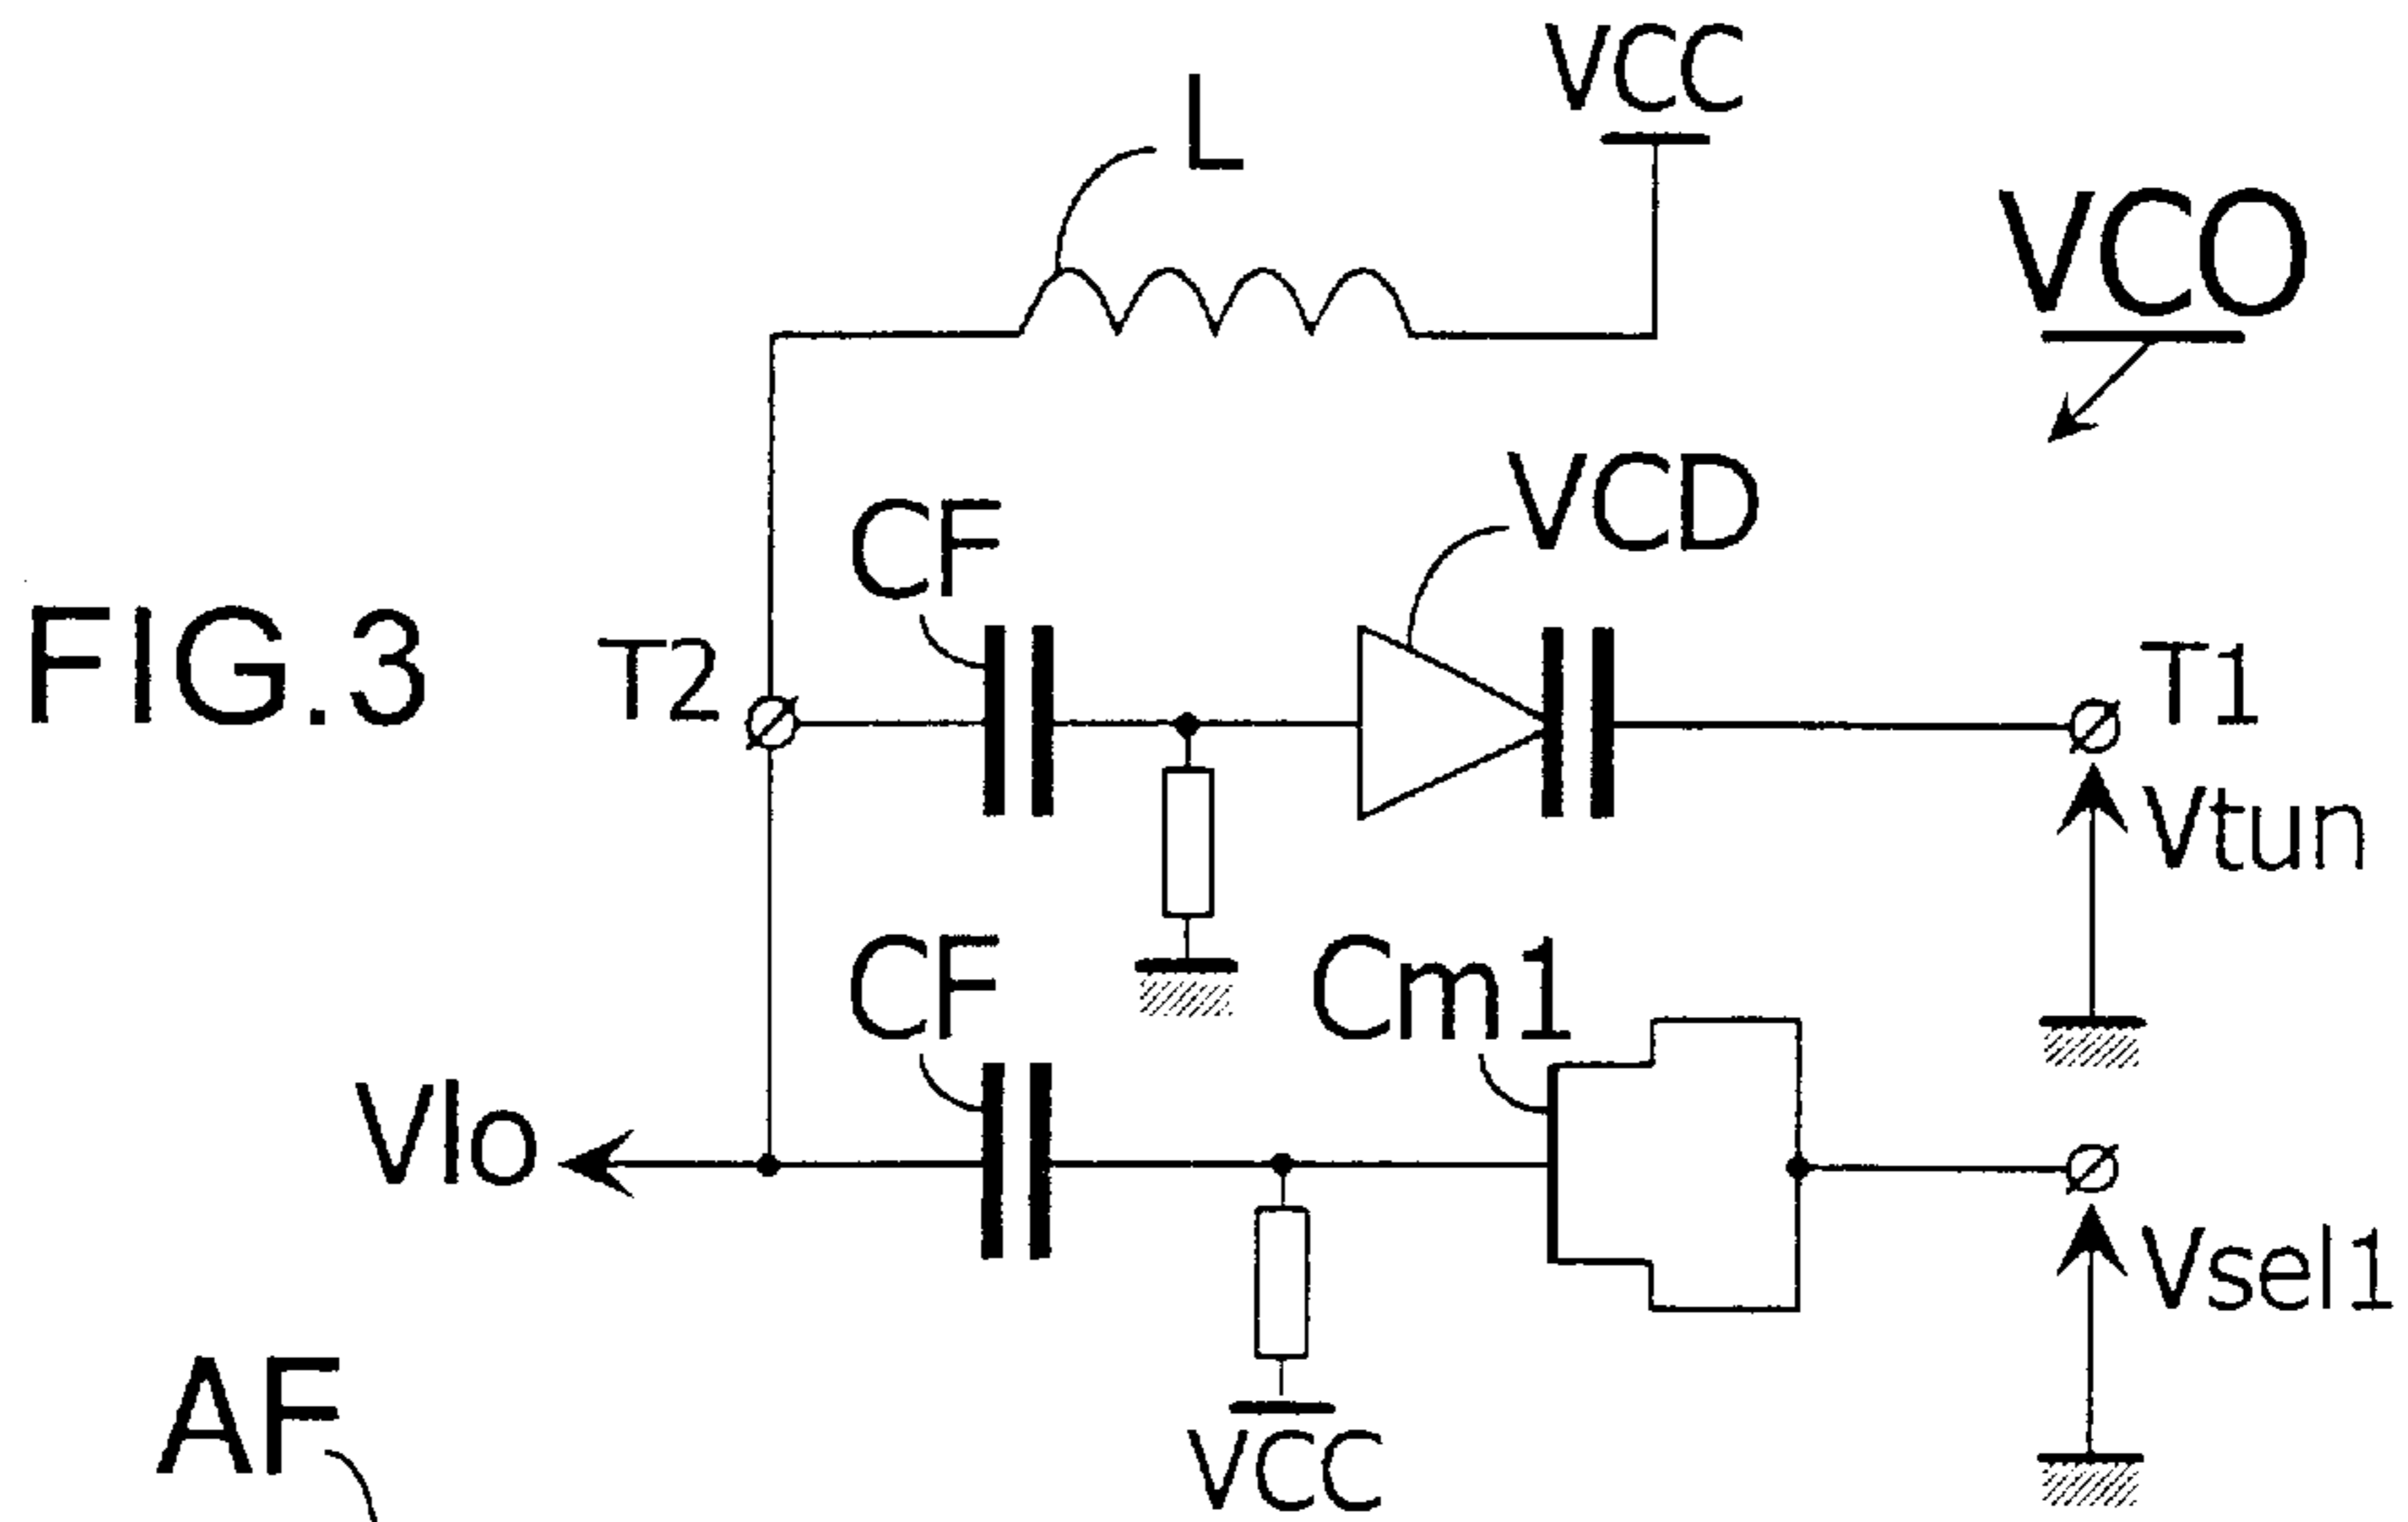 VCC
L
VCO
VCD
CF
FIG.3
T2
T1
Vtun
CF
Cm1
Vlo
Vsel1
AF
VCC